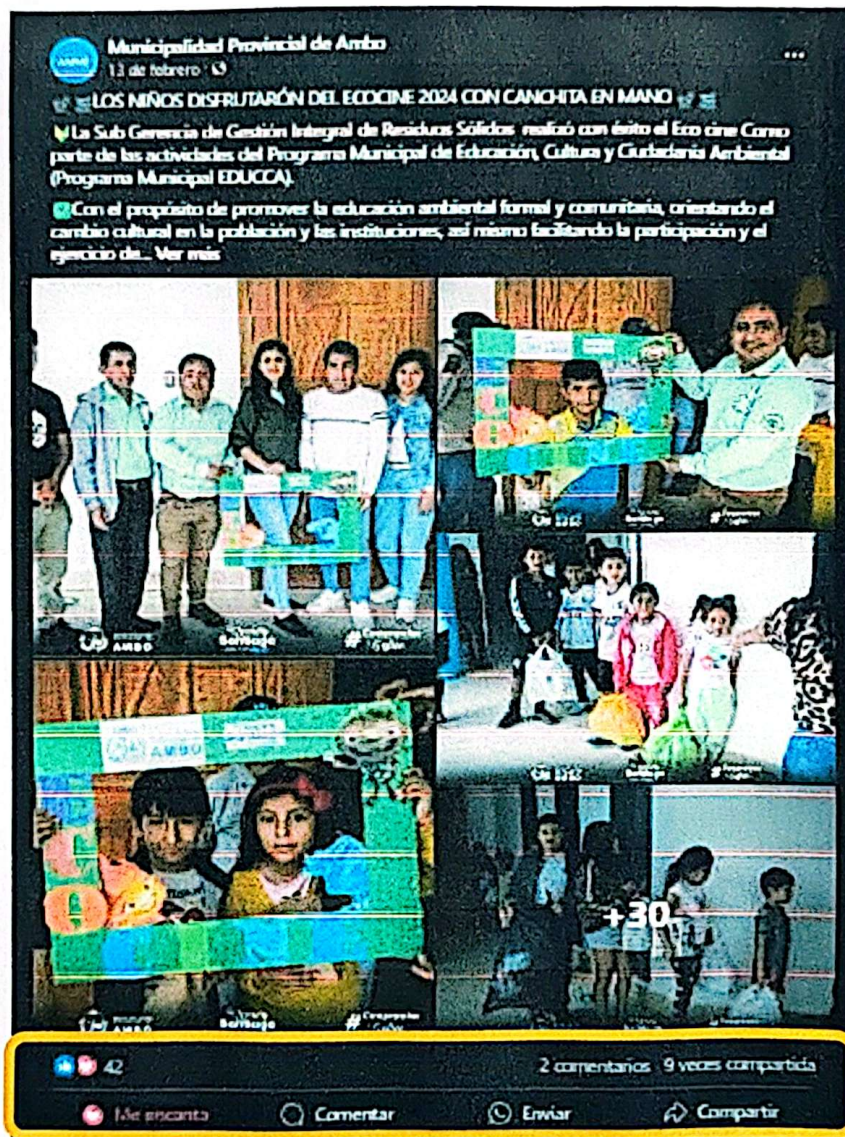 Municipalidad Provincial de Ambo
13 de febrero
LOS NIÑOS DISFRUTARÓN DEL ECOCINE 2024 CON CANCHITA EN MANO
La Sub Gerencia de Gestión Integral de Residuos Sólidos realizó con éxito el Eco cine Como
parte de las actividades del Programa Municipal de Educación, Cultura y Ciudadanía Ambiental
(Programa Municipal EDUCCA).
Con el propósito de promover la educación ambiental formal y comunitaria, orientando el
cambio cultural en la población y las instituciones, así mismo facilitando la participación y el
ejercicio de... Ver más
AMBO
AMBO
+30
AMBO
42
2 comentarios 9 veces compartida
Me encanta
Comentar
Enviar
Compartir